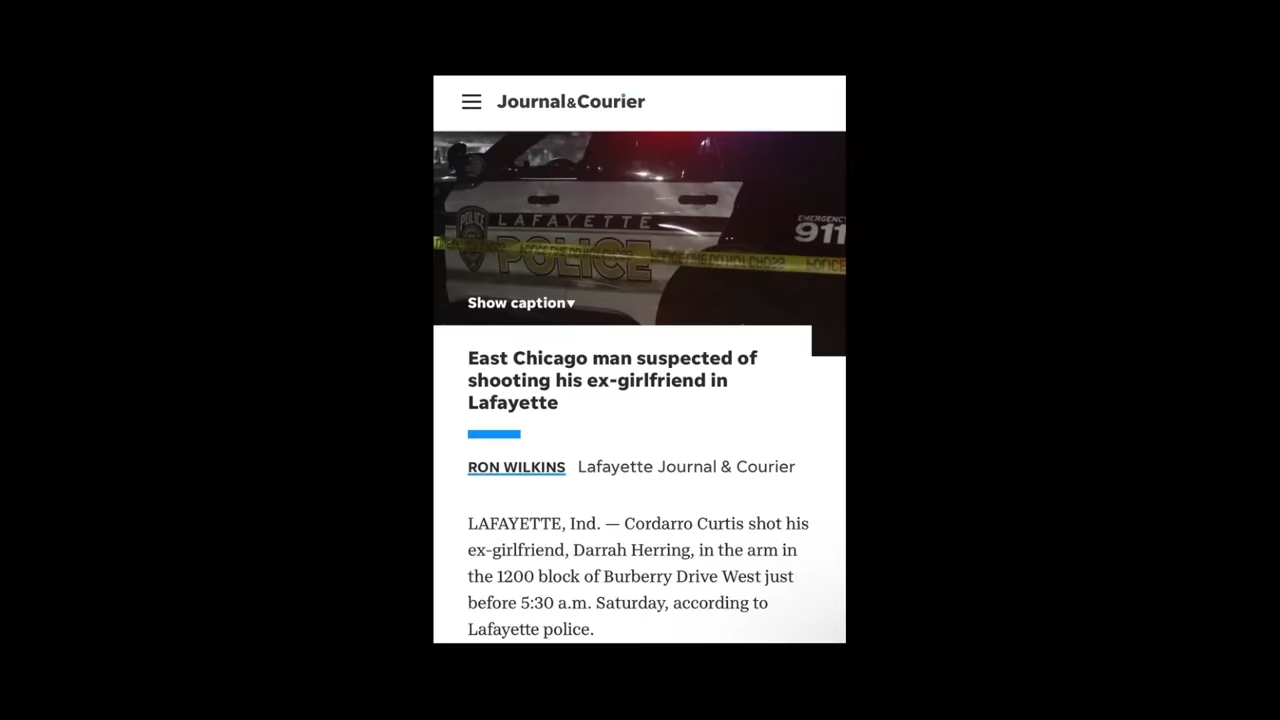 Journal&Courier
POLICE
LAFAYETTE
POLICE
EMERGENCY
911
Show caption▾
East Chicago man suspected of
shooting his ex-girlfriend in
Lafayette
RON WILKINS Lafayette Journal & Courier
LAFAYETTE, Ind. — Cordarro Curtis shot his
ex-girlfriend, Darrah Herring, in the arm in
the 1200 block of Burberry Drive West just
before 5:30 a.m. Saturday, according to
Lafayette police.